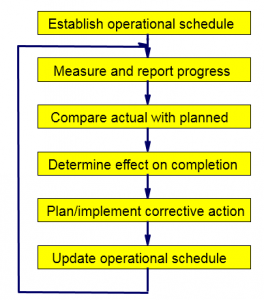 Establish operational schedule
Measure and report progress
Compare actual with planned
Determine effect on completion
Plan/implement corrective action
Update operational schedule